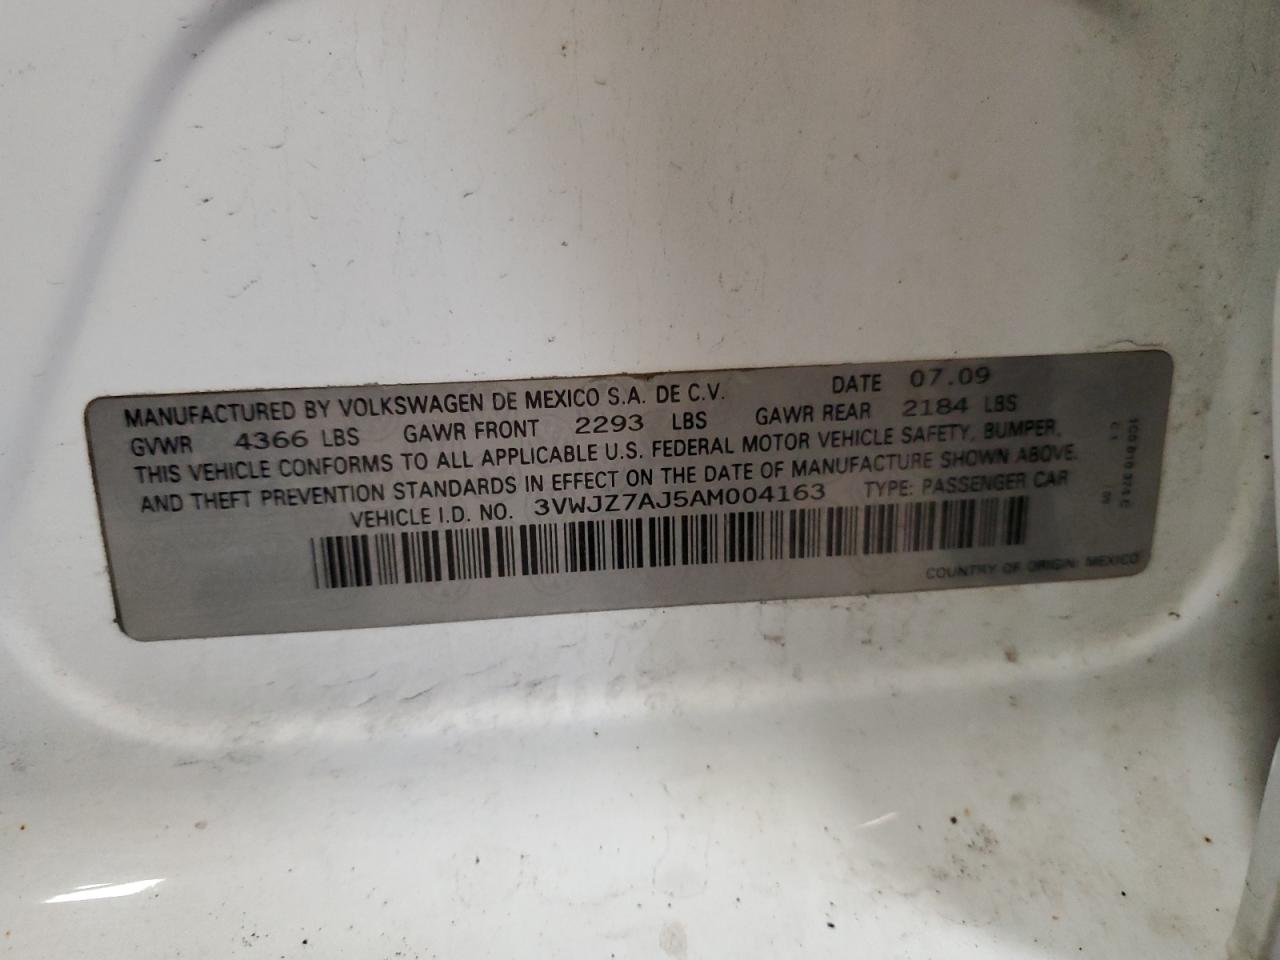 MANUFACTURED BY VOLKSWAGEN DE MEXICO S.A. DE C.V. DATE 07.09
GVWR 4366 LBS GAWR FRONT 2293 LBS GAWR REAR 2184 LBS
THIS VEHICLE CONFORMS TO ALL APPLICABLE U.S. FEDERAL MOTOR VEHICLE SAFETY, BUMPER,
AND THEFT PREVENTION STANDARDS IN EFFECT ON THE DATE OF MANUFACTURE SHOWN ABOVE.
VEHICLE I.D. NO. 3VWJZ7AJ5AM004163 TYPE: PASSENGER CAR
COUNTRY OF ORIGIN: MEXICO